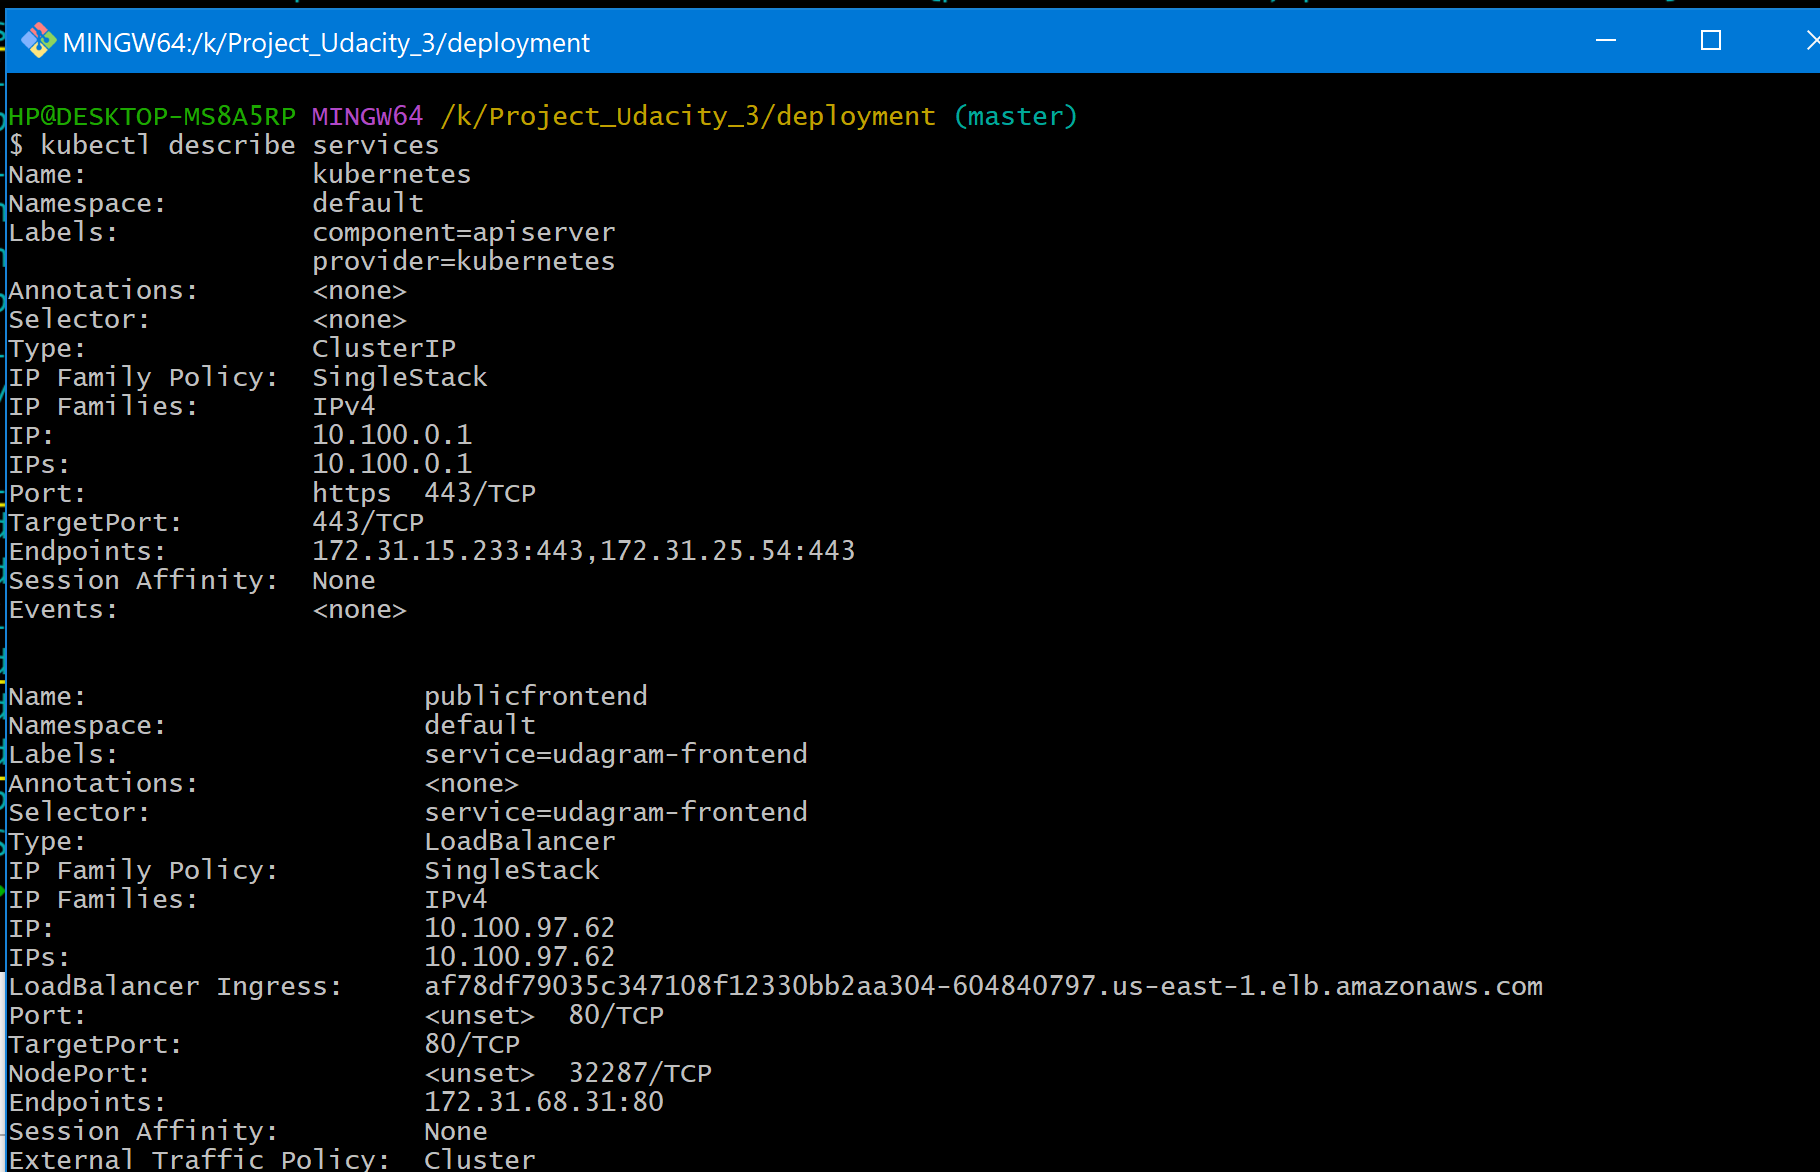 MINGW64:/k/Project_Udacity_3/deployment
HP@DESKTOP-MS8A5RP MINGW64 /k/Project_Udacity_3/deployment (master)
$ kubectl describe services
Name:              kubernetes
Namespace:         default
Labels:            component=apiserver
                   provider=kubernetes
Annotations:       <none>
Selector:          <none>
Type:              ClusterIP
IP Family Policy:  SingleStack
IP Families:       IPv4
IP:                10.100.0.1
IPs:               10.100.0.1
Port:              https  443/TCP
TargetPort:        443/TCP
Endpoints:         172.31.15.233:443,172.31.25.54:443
Session Affinity:  None
Events:            <none>
Name:                     publicfrontend
Namespace:                default
Labels:                   service=udagram-frontend
Annotations:              <none>
Selector:                 service=udagram-frontend
Type:                     LoadBalancer
IP Family Policy:         SingleStack
IP Families:              IPv4
IP:                       10.100.97.62
IPs:                      10.100.97.62
LoadBalancer Ingress:     af78df79035c347108f12330bb2aa304-604840797.us-east-1.elb.amazonaws.com
Port:                     <unset>  80/TCP
TargetPort:               80/TCP
NodePort:                 <unset>  32287/TCP
Endpoints:                172.31.68.31:80
Session Affinity:         None
External Traffic Policy:  Cluster